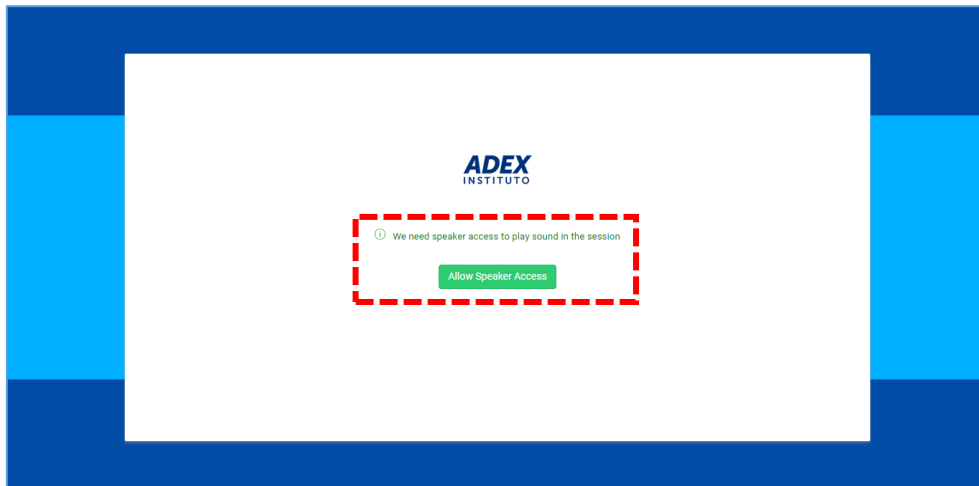 ADEX
INSTITUTO
We need speaker access to play sound in the session
Allow Speaker Access